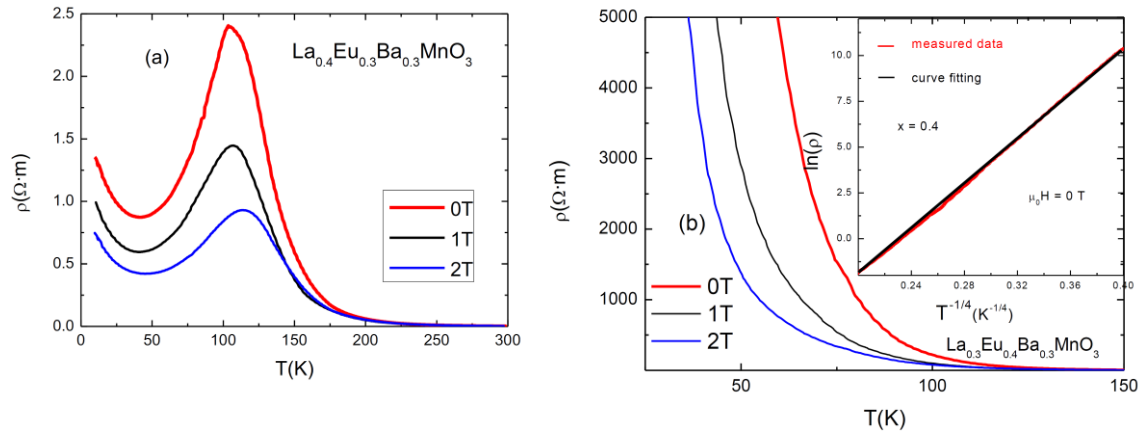 (a)
La₀.₄Eu₀.₃Ba₀.₃MnO₃
ρ(Ω·m)
2.5
2.0
1.5
1.0
0.5
0.0
0T
1T
2T
0
50
100
150
200
250
300
T(K)
(b)
ρ(Ω·m)
5000
4000
3000
2000
1000
0T
1T
2T
50
100
150
T(K)
La₀.₃Eu₀.₄Ba₀.₃MnO₃
measured data
curve fitting
x = 0.4
μ₀H = 0 T
ln(ρ)
10.0
7.5
5.0
2.5
0.0
0.24
0.28
0.32
0.36
0.40
T⁻¹/⁴(K⁻¹/⁴)